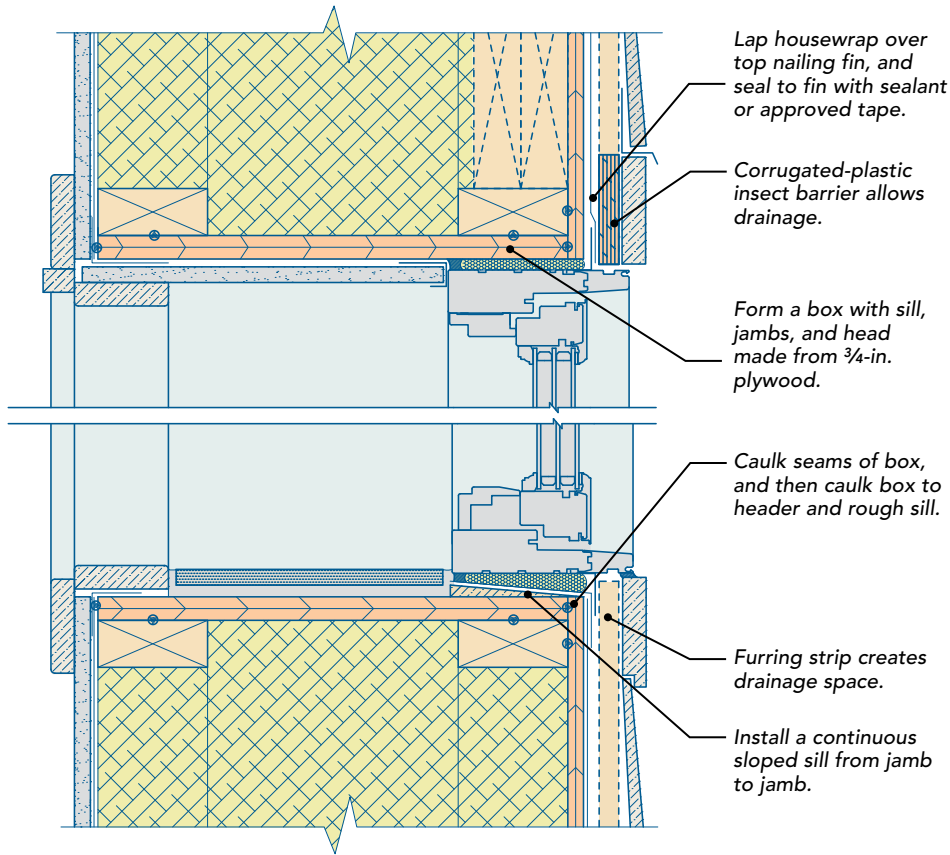 Lap housewrap over
top nailing fin, and
seal to fin with sealant
or approved tape.
Corrugated-plastic
insect barrier allows
drainage.
Form a box with sill,
jambs, and head
made from ¾-in.
plywood.
Caulk seams of box,
and then caulk box to
header and rough sill.
Furring strip creates
drainage space.
Install a continuous
sloped sill from jamb
to jamb.